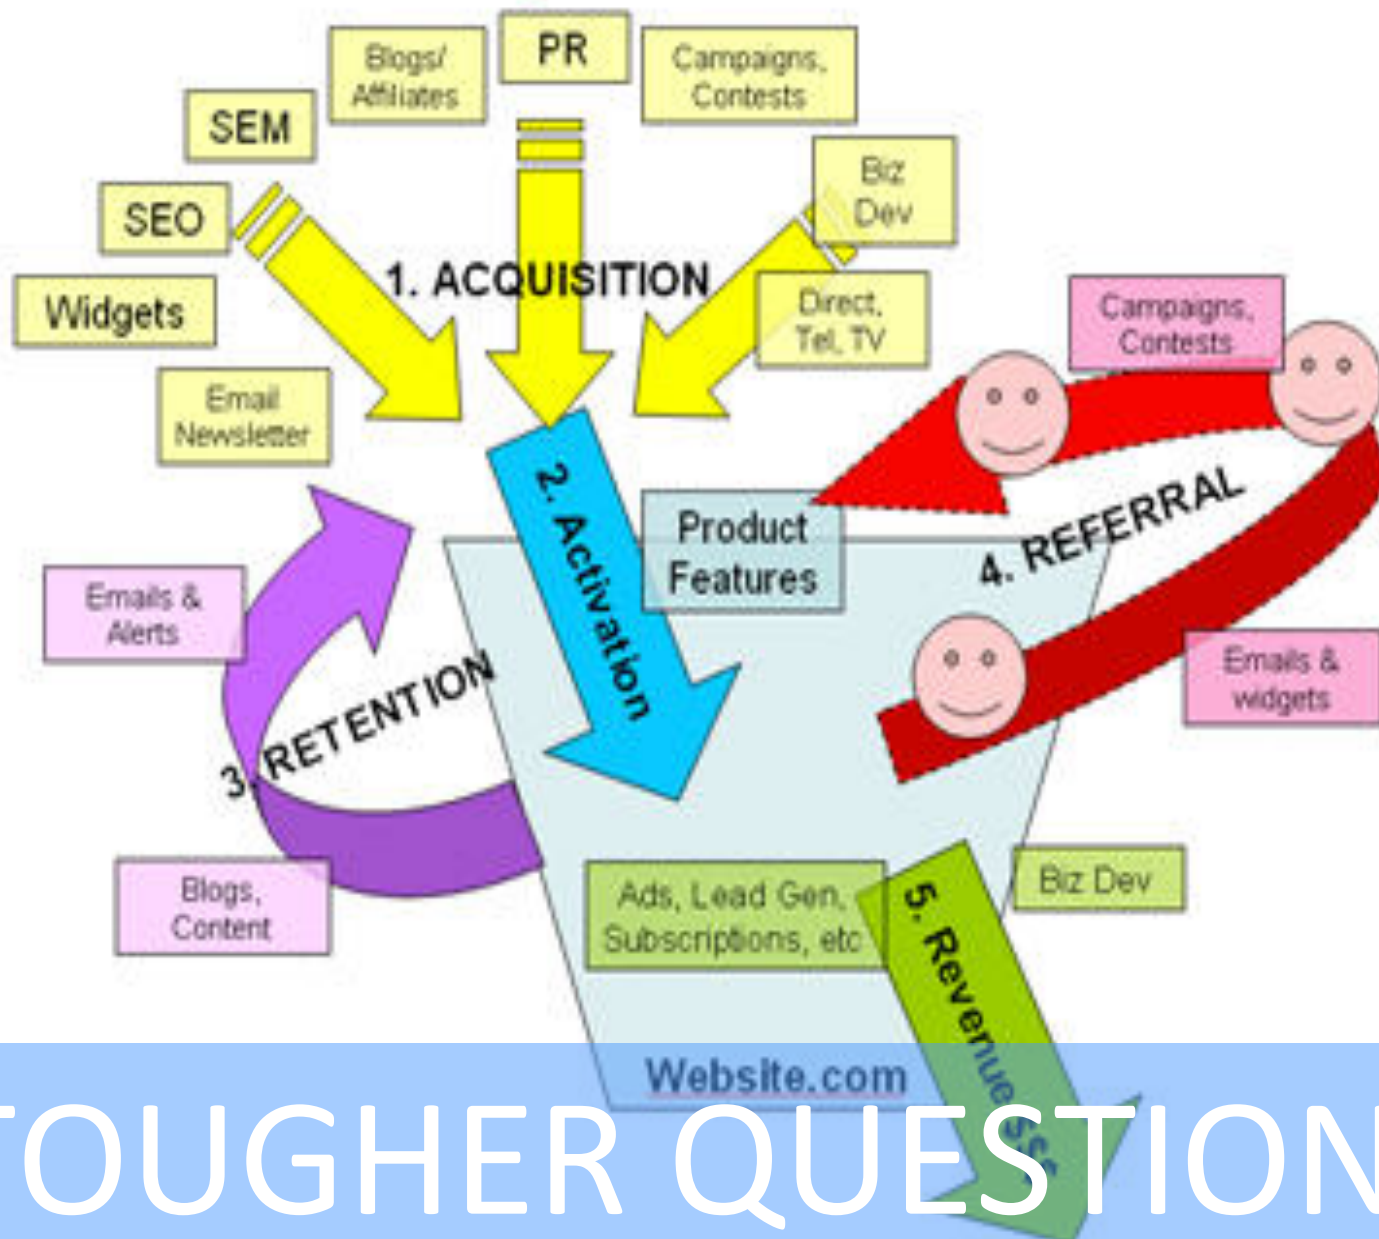 PR
Blogs/
Affiliates
Campaigns,
Contests
SEM
Biz
Dev
SEO
1. ACQUISITION
Widgets
Direct,
Tel, TV
Campaigns,
Contests
Email
Newsletter
2. Activation
Product
Features
4. REFERRAL
Emails &
Alerts
3. RETENTION
Emails &
widgets
Blogs,
Content
Ads, Lead Gen,
Subscriptions, etc
5. Revenue $$$
Biz Dev
Website.com
TOUGHER QUESTION